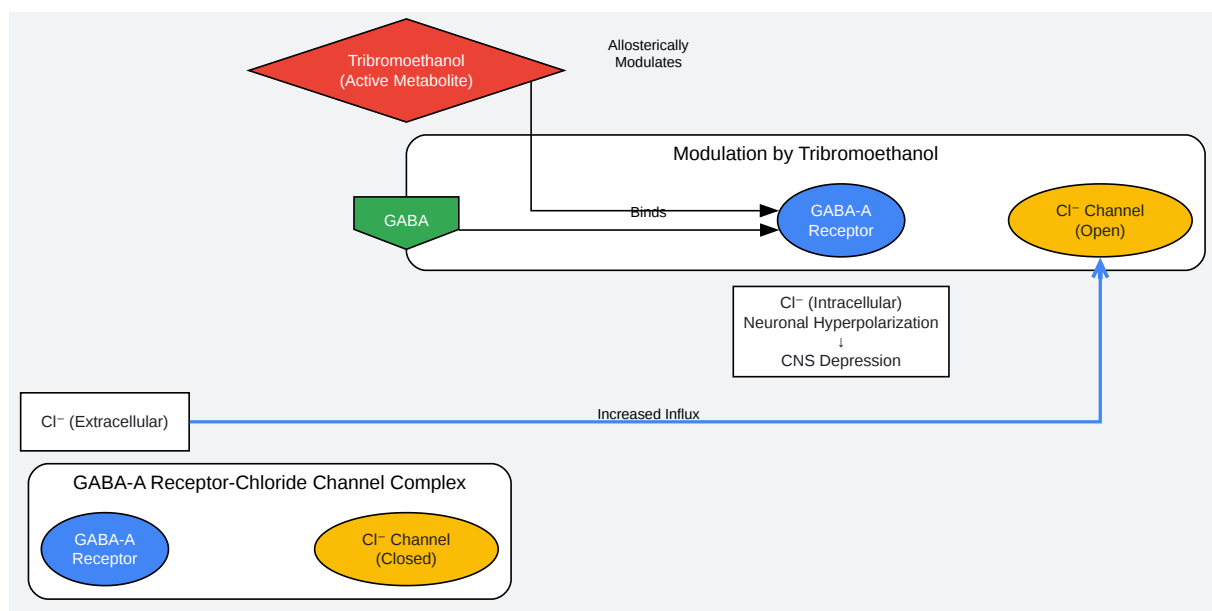 Tribromoethanol
(Active Metabolite)
Allosterically
Modulates
Modulation by Tribromoethanol
GABA
Binds
GABA-A
Receptor
Cl⁻ Channel
(Open)
Cl⁻ (Intracellular)
Neuronal Hyperpolarization
↓
CNS Depression
Cl⁻ (Extracellular)
Increased Influx
GABA-A Receptor-Chloride Channel Complex
GABA-A
Receptor
Cl⁻ Channel
(Closed)